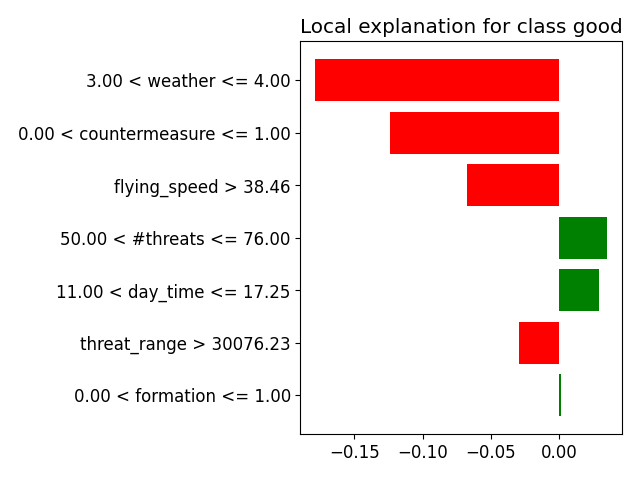 Local explanation for class good
3.00 < weather <= 4.00
0.00 < countermeasure <= 1.00
flying_speed > 38.46
50.00 < #threats <= 76.00
11.00 < day_time <= 17.25
threat_range > 30076.23
0.00 < formation <= 1.00
−0.15 −0.10 −0.05 0.00